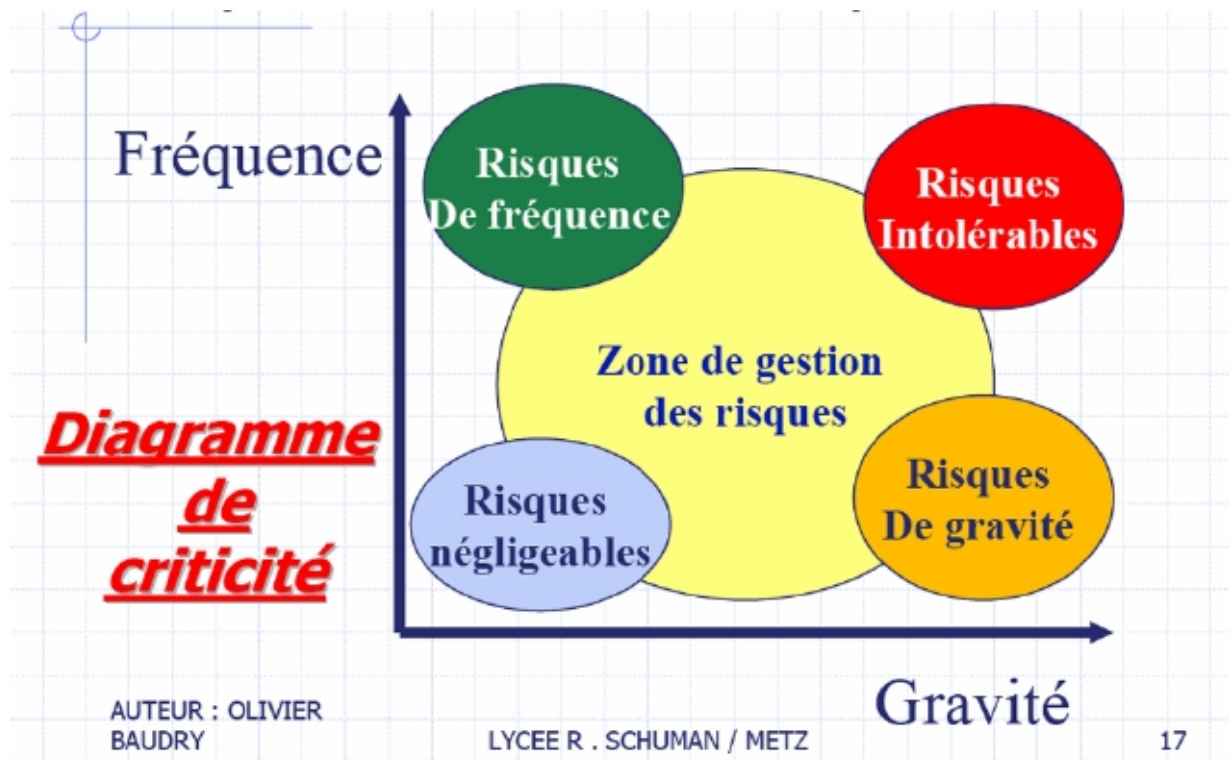 Fréquence
Risques
De fréquence
Risques
Intolérables
Zone de gestion
des risques
Diagramme
de
criticité
Risques
négligeables
Risques
De gravité
Gravité
AUTEUR : OLIVIER
BAUDRY
LYCEE R . SCHUMAN / METZ
17